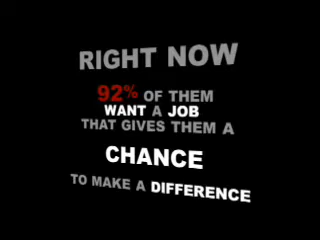 RIGHT NOW
92% OF THEM
WANT A JOB
THAT GIVES THEM A
CHANCE
TO MAKE A DIFFERENCE